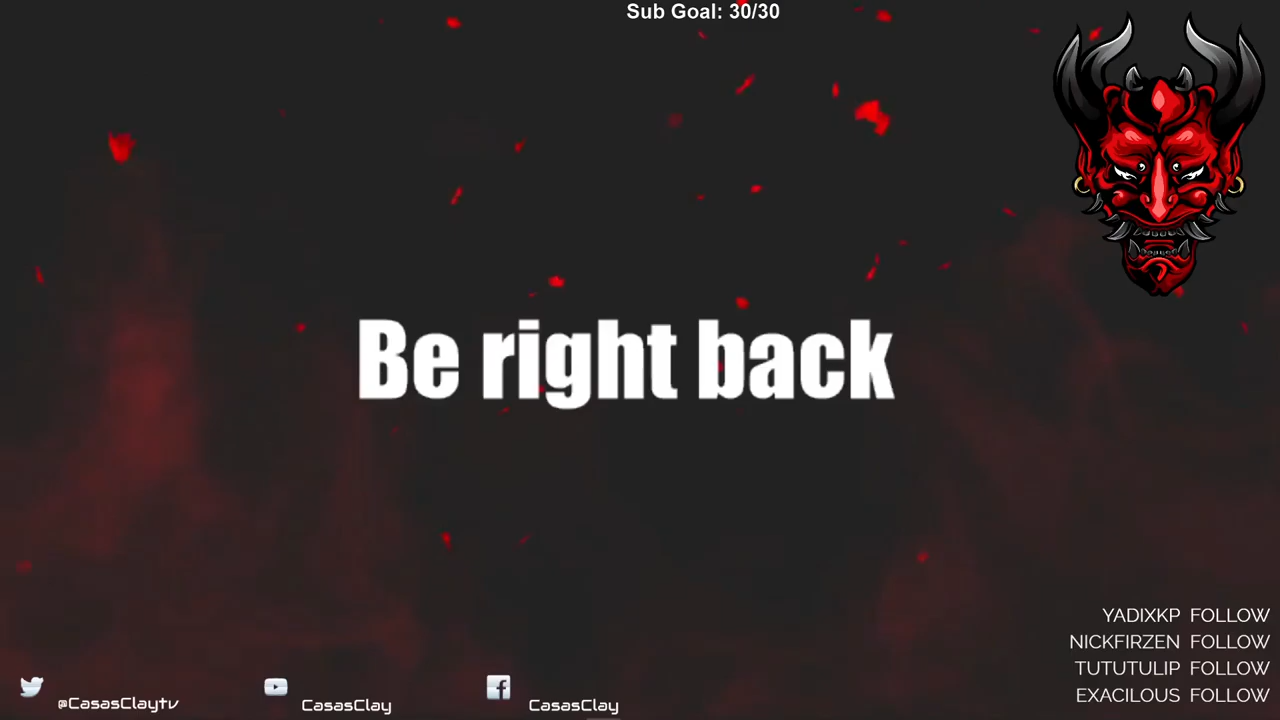 Sub Goal: 30/30
Be right back
YADIXKP FOLLOW
NICKFIRZEN FOLLOW
TUTUTULIP FOLLOW
EXACILOUS FOLLOW
@CasasClaytv
CasasClay
CasasClay